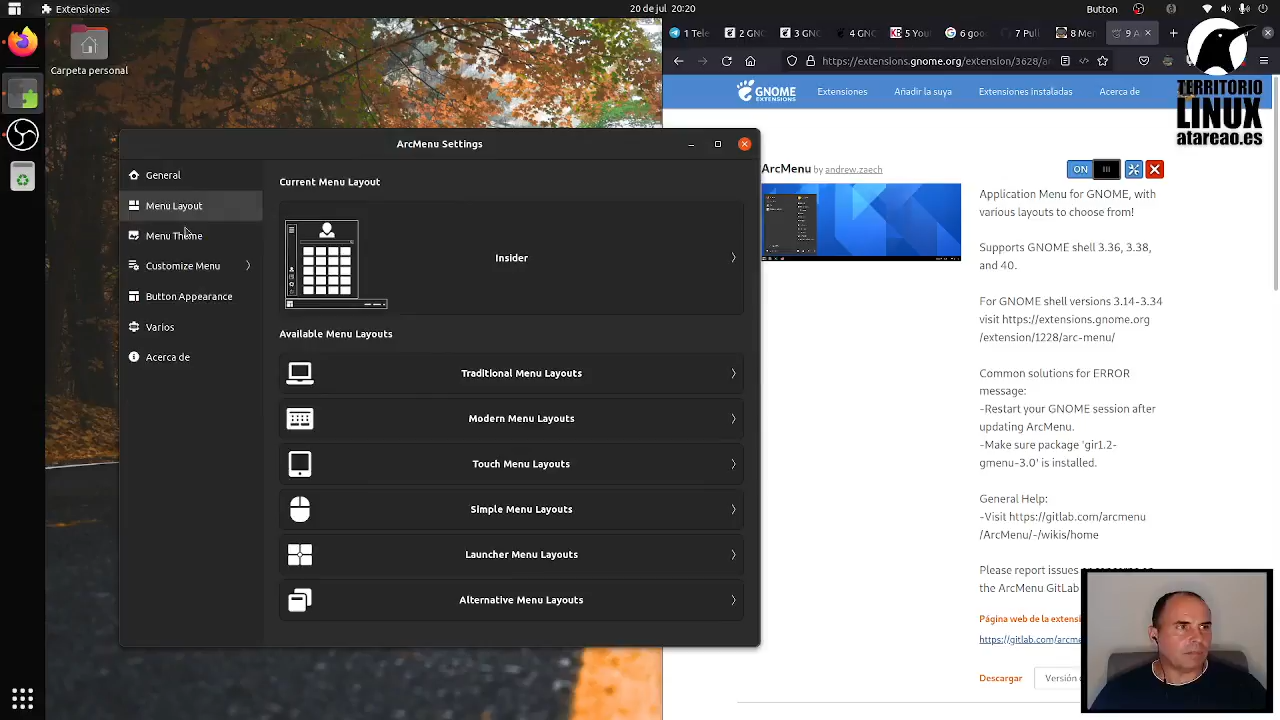 Extensions
20 de jul 20:20
Button
Carpeta personal
1 Tele
2 GNC
3 GNC
4 GNC
5 You
6 goo
7 Pull
8 Mer
9 A
https://extensions.gnome.org/extension/3628/ar
GNOME
EXTENSIONS
Extensiones
Añadir la suya
Extensiones instaladas
Acerca de
TERRITORIO
LINUX
atareao.es
ArcMenu Settings
General
Menu Layout
Menu Theme
Customize Menu
Button Appearance
Varios
Acerca de
Current Menu Layout
Insider
Available Menu Layouts
Traditional Menu Layouts
Modern Menu Layouts
Touch Menu Layouts
Simple Menu Layouts
Launcher Menu Layouts
Alternative Menu Layouts
ArcMenu by andrew.zaech
ON
Application Menu for GNOME, with
various layouts to choose from!
Supports GNOME shell 3.36, 3.38,
and 40.
For GNOME shell versions 3.14-3.34
visit https://extensions.gnome.org
/extension/1228/arc-menu/
Common solutions for ERROR
message:
-Restart your GNOME session after
updating ArcMenu.
-Make sure package 'gir1.2-
gmenu-3.0' is installed.
General Help:
-Visit https://gitlab.com/arcmenu
/ArcMenu/-/wikis/home
Please report issues
the ArcMenu GitLab
Página web de la extensi
https://gitlab.com/arcme
Descargar
Versión